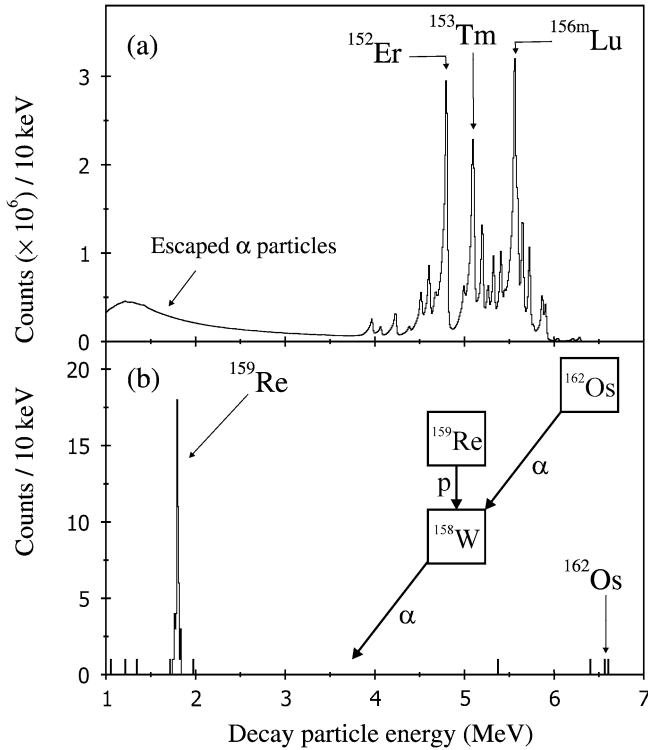 (a)
¹⁵²Er
¹⁵³Tm
¹⁵⁶ᵐLu
Escaped α particles
Counts (× 10⁶) / 10 keV
3
2
1
0
(b)
¹⁵⁹Re
¹⁶²Os
¹⁵⁹Re
p
α
¹⁵⁸W
α
¹⁶²Os
Counts / 10 keV
20
15
10
5
0
1 2 3 4 5 6 7
Decay particle energy (MeV)